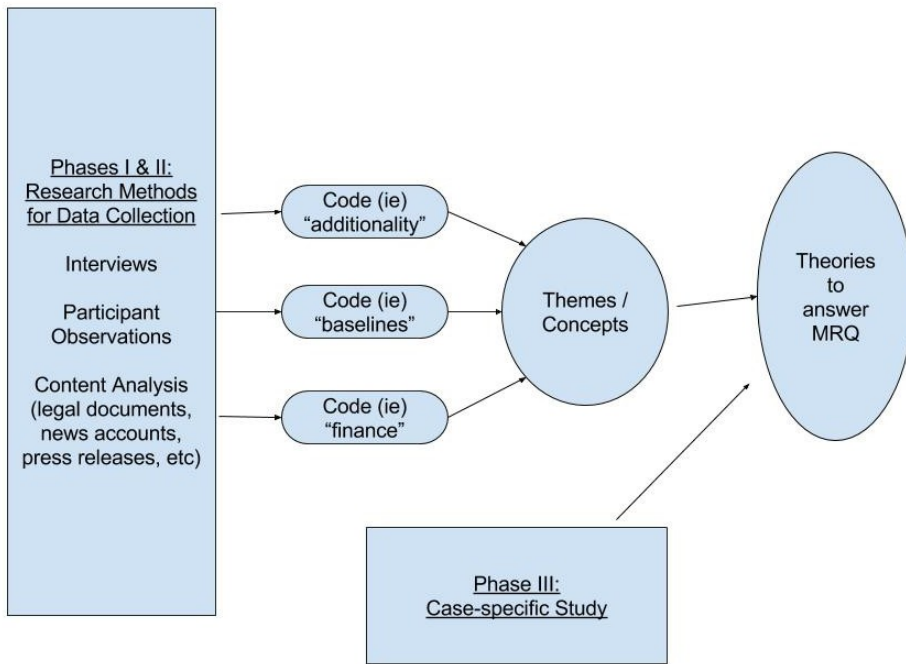 Phases I & II:
Research Methods
for Data Collection
Interviews
Participant
Observations
Content Analysis
(legal documents,
news accounts,
press releases, etc)
Code (ie)
“additionality”
Code (ie)
“baselines”
Code (ie)
“finance”
Themes /
Concepts
Theories
to
answer
MRQ
Phase III:
Case-specific Study